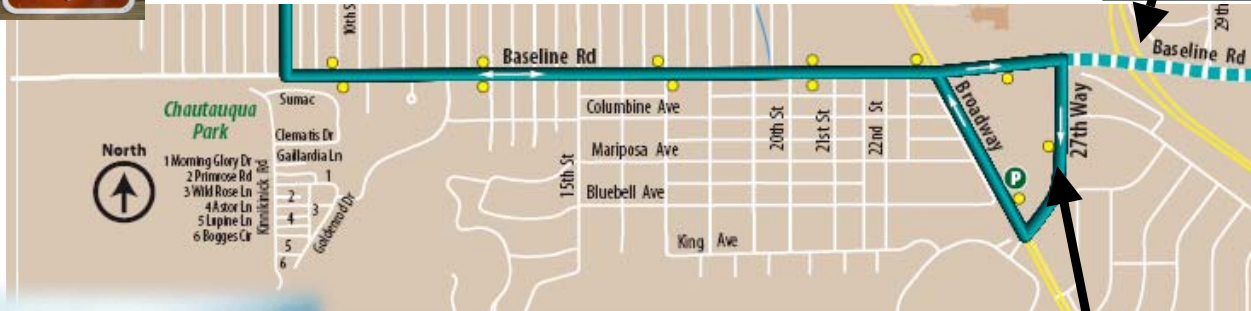 10th S
29th
Baseline Rd
Baseline Rd
Sumac
Chautauqua
Park
Columbine Ave
Broadway
27th Way
Clematis Dr
20th St
21st St
22nd St
North
Gaillardia Ln
Mariposa Ave
1 Morning Glory Dr
2 Primrose Rd
3 Wild Rose Ln
4 Astor Ln
5 Lupine Ln
6 Bogges Cir
Kinnikinick Rd
1
2
3
4
5
6
Goldenrod Dr
15th St
Bluebell Ave
P
King Ave